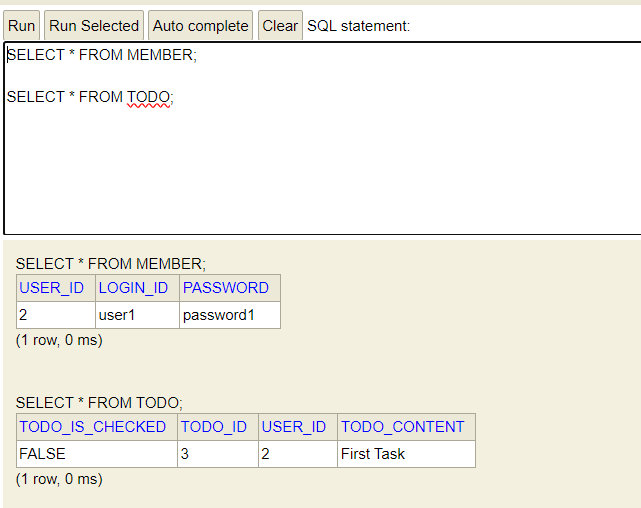 Run Run Selected Auto complete Clear SQL statement:
SELECT * FROM MEMBER;
SELECT * FROM TODO;
SELECT * FROM MEMBER;
USER_ID LOGIN_ID PASSWORD
2 user1 password1
(1 row, 0 ms)
SELECT * FROM TODO;
TODO_IS_CHECKED TODO_ID USER_ID TODO_CONTENT
FALSE 3 2 First Task
(1 row, 0 ms)